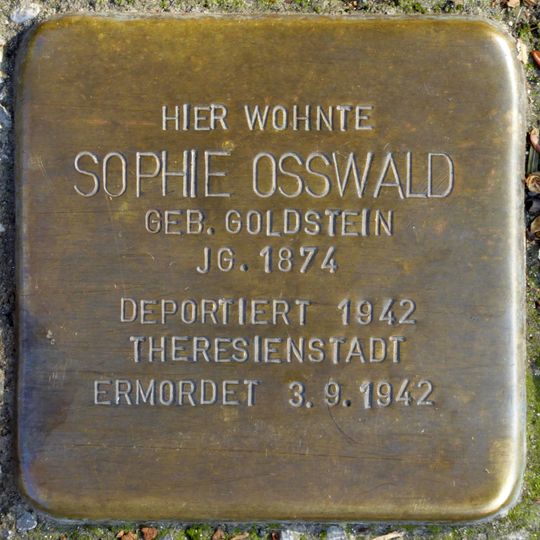 HIER WOHNTE
SOPHIE OSSWALD
GEB. GOLDSTEIN
JG. 1874
DEPORTIERT 1942
THERESIENSTADT
ERMORDET 3.9.1942